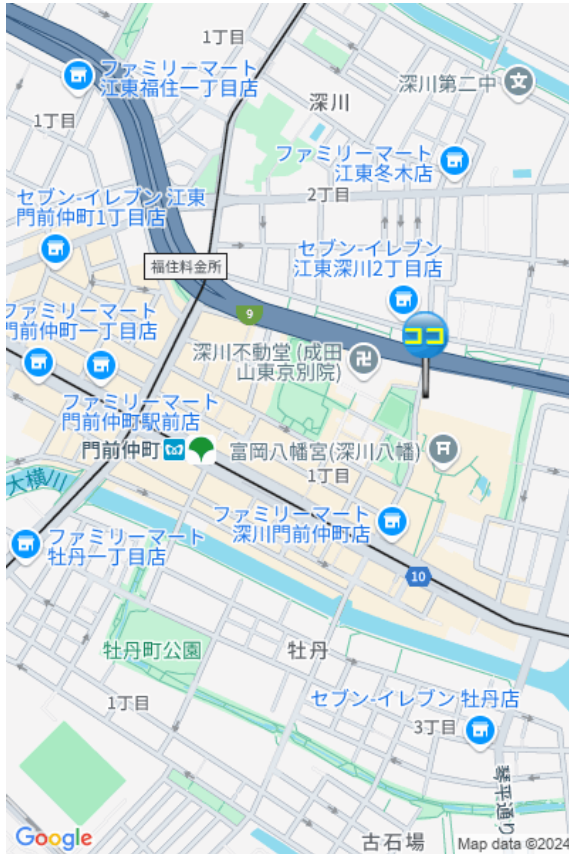 1丁目
ファミリーマート
江東福住一丁目店
深川第二中
文
深川
1丁目
ファミリーマート
江東冬木店
2丁目
セブン-イレブン 江東
門前仲町1丁目店
セブン-イレブン
江東深川2丁目店
福住料金所
ファミリーマート
門前仲町一丁目店
9
ココ
深川不動堂 (成田
山東京別院)
卍
ファミリーマート
門前仲町駅前店
門前仲町
富岡八幡宮(深川八幡)
1丁目
大横川
ファミリーマート
深川門前仲町店
ファミリーマート
牡丹一丁目店
10
牡丹町公園
牡丹
1丁目
セブン-イレブン 牡丹店
3丁目
琴平通り
古石場
Google
Map data ©2024